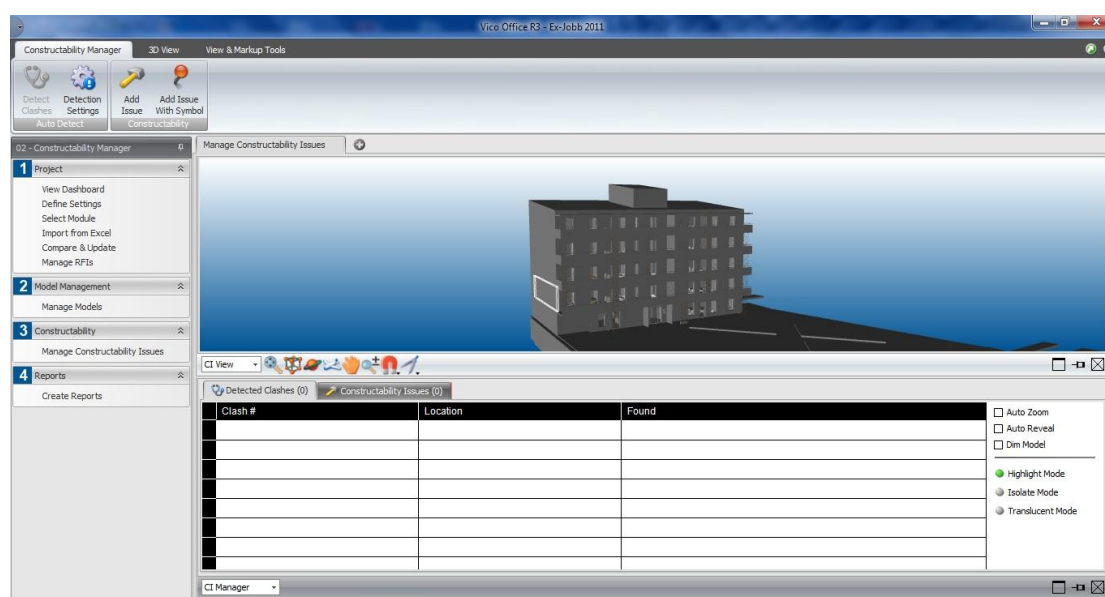 Vico Office R3 - Ex-Jobb 2011
Constructability Manager 3D View View & Markup Tools
Detect Clashes
Detection Settings
Add Issue
Add Issue With Symbol
Auto Detect Constructability
02 - Constructability Manager
Manage Constructability Issues
1 Project
View Dashboard
Define Settings
Select Module
Import from Excel
Compare & Update
Manage RFIs
2 Model Management
Manage Models
3 Constructability
Manage Constructability Issues
4 Reports
Create Reports
CI View
Detected Clashes (0) Constructability Issues (0)
Clash # Location Found
Auto Zoom
Auto Reveal
Dim Model
Highlight Mode
Isolate Mode
Translucent Mode
CI Manager